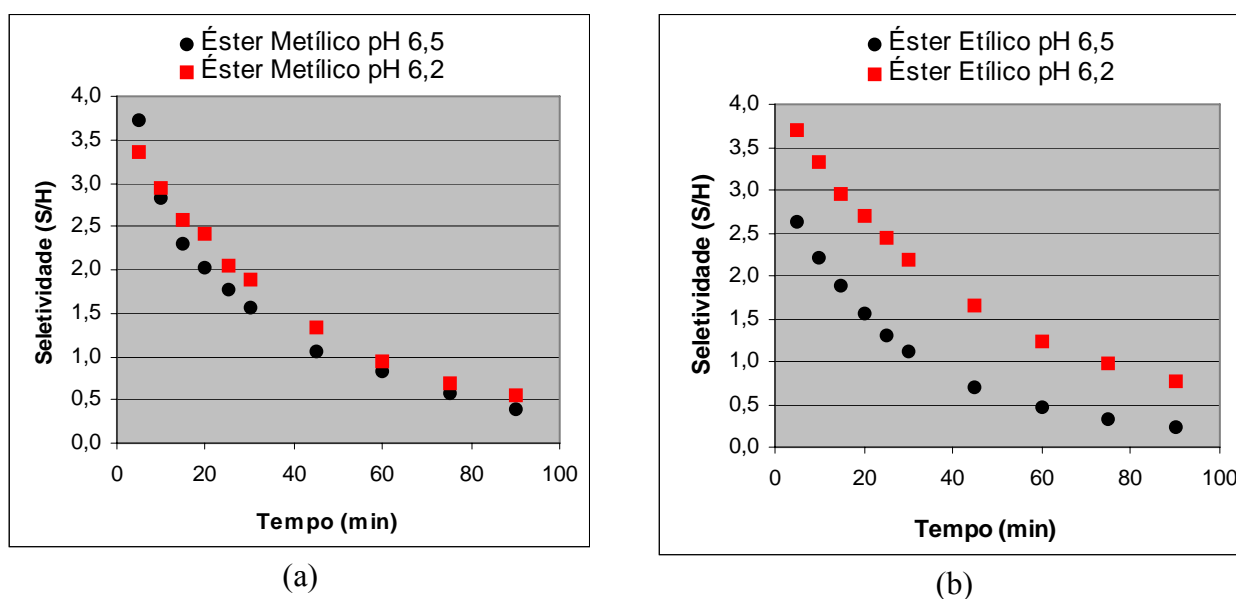 Éster Metílico pH 6,5
Éster Metílico pH 6,2
4,0
3,5
3,0
2,5
2,0
1,5
1,0
0,5
0,0
Seletividade (S/H)
0 20 40 60 80 100
Tempo (min)
(a)
Éster Etílico pH 6,5
Éster Etílico pH 6,2
4,0
3,5
3,0
2,5
2,0
1,5
1,0
0,5
0,0
Seletividade (S/H)
0 20 40 60 80 100
Tempo (min)
(b)